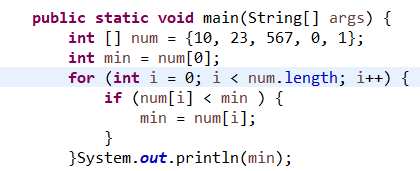 public static void main(String[] args) {
int [] num = {10, 23, 567, 0, 1};
int min = num[0];
for (int i = 0; i < num.length; i++) {
if (num[i] < min ) {
min = num[i];
}
}System.out.println(min);